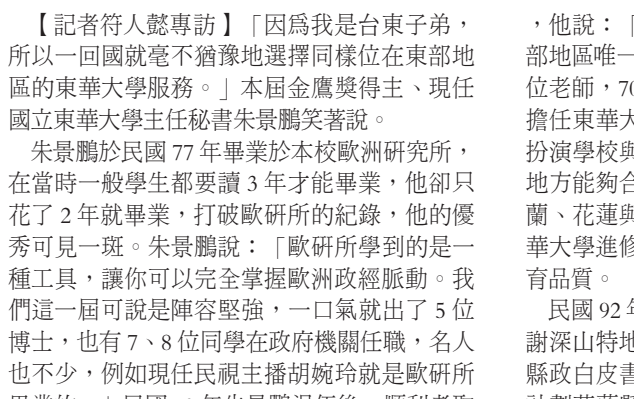 【記者符人懿專訪】「因為我是台東子弟，
所以一回國就毫不猶豫地選擇同樣位在東部地
區的東華大學服務。」本屆金鷹獎得主、現任
國立東華大學主任秘書朱景鵬笑著說。
朱景鵬於民國 77 年畢業於本校歐洲研究所，
在當時一般學生都要讀 3 年才能畢業，他卻只
花了 2 年就畢業，打破歐研所的紀錄，他的優
秀可見一斑。朱景鵬說：「歐研所學到的是一
種工具，讓你可以完全掌握歐洲政經脈動。我
們這一屆可說是陣容堅強，一口氣就出了 5 位
博士，也有 7、8 位同學在政府機關任職，名人
也不少，例如現任民視主播胡婉玲就是歐研所
，他說：「
部地區唯一
位老師，70
擔任東華大
扮演學校與
地方能夠合
蘭、花蓮與
華大學進修
育品質。
民國 92 年
謝深山特地
縣政白皮書